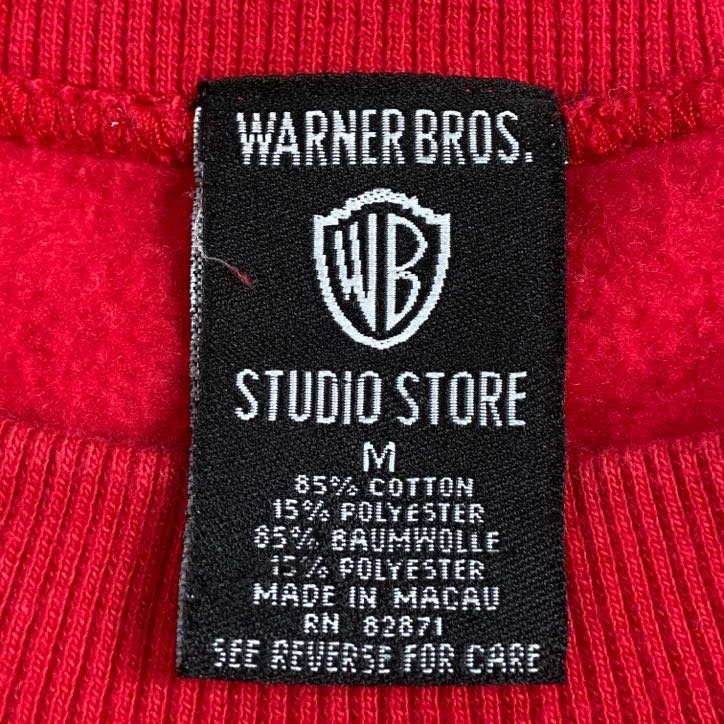 WARNER BROS.
WB
STUDIO STORE
M
85% COTTON
15% POLYESTER
85% BAUMWOLLE
15% POLYESTER
MADE IN MACAU
RN 82871
SEE REVERSE FOR CARE